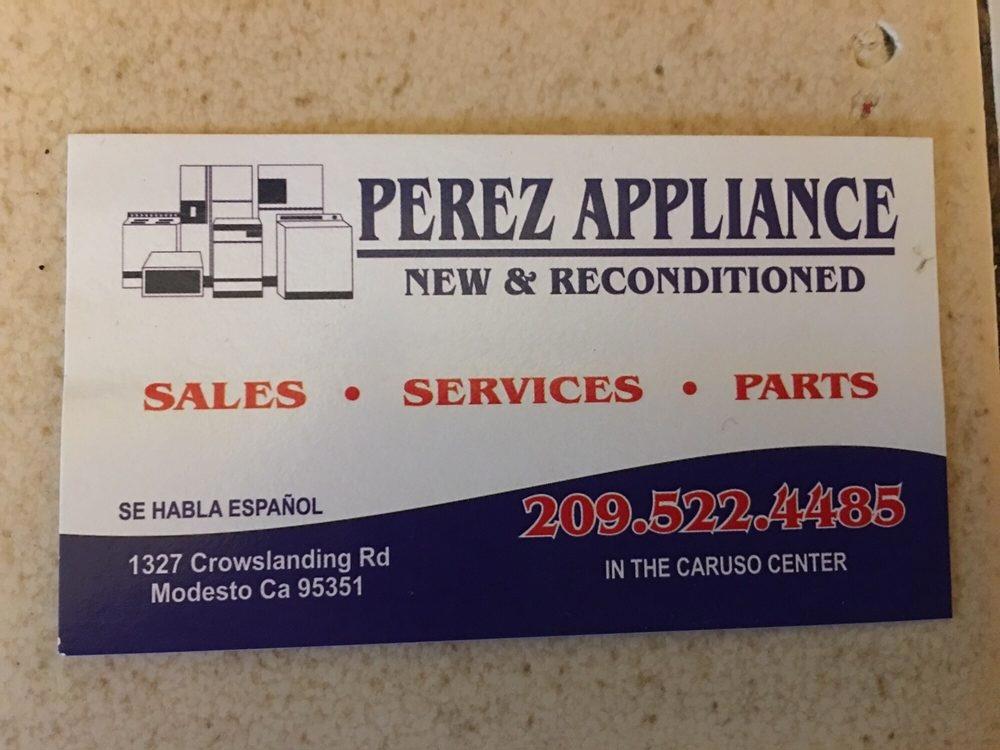 PEREZ APPLIANCE
NEW & RECONDITIONED
SALES • SERVICES • PARTS
SE HABLA ESPAÑOL
1327 Crowslanding Rd
Modesto Ca 95351
209.522.4485
IN THE CARUSO CENTER